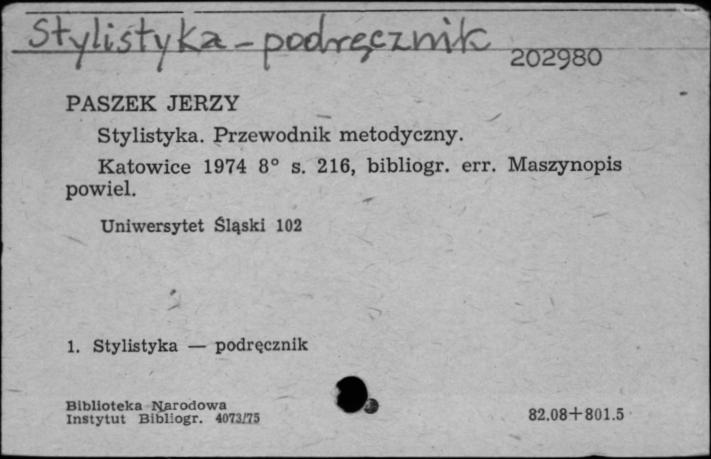 Stylistyka - podręcznik
202980
PASZEK JERZY
Stylistyka. Przewodnik metodyczny.
Katowice 1974 8° s. 216, bibliogr. err. Maszynopis
powiel.
Uniwersytet Śląski 102
1. Stylistyka — podręcznik
Biblioteka Narodowa
Instytut Bibliogr. 4073/75
82.08+801.5